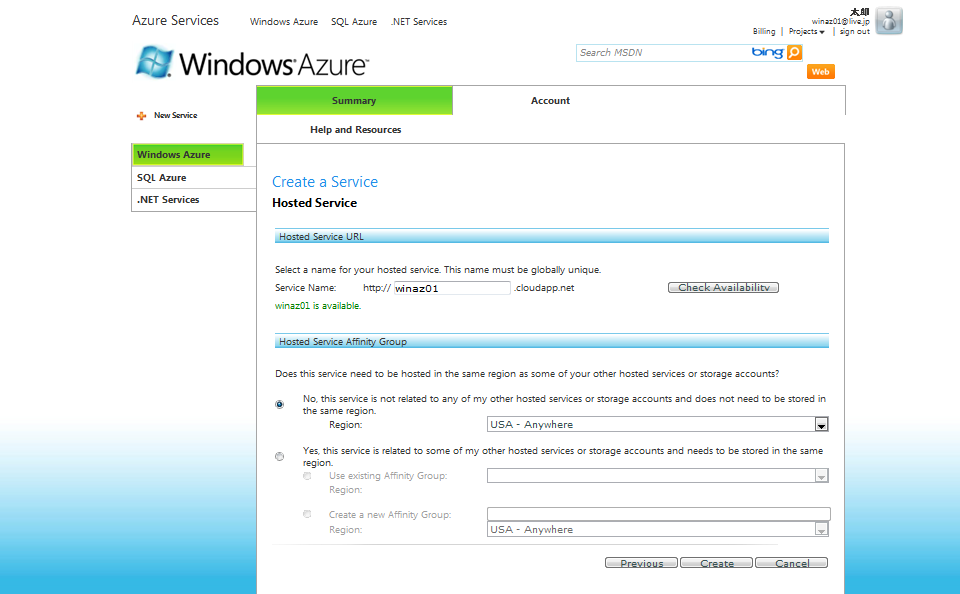 Azure Services
Windows Azure SQL Azure .NET Services
太郎
winaz01@live.jp
Billing | Projects | sign out
Windows Azure™
Search MSDN bing
Web
New Service
Summary Account
Help and Resources
Windows Azure
SQL Azure
.NET Services
Create a Service
Hosted Service
Hosted Service URL
Select a name for your hosted service. This name must be globally unique.
Service Name: http:// winaz01 .cloudapp.net Check Availability
winaz01 is available.
Hosted Service Affinity Group
Does this service need to be hosted in the same region as some of your other hosted services or storage accounts?
No, this service is not related to any of my other hosted services or storage accounts and does not need to be stored in
the same region.
Region: USA - Anywhere
Yes, this service is related to some of my other hosted services or storage accounts and needs to be stored in the same
region.
Use existing Affinity Group:
Region:
Create a new Affinity Group:
Region: USA - Anywhere
Previous Create Cancel